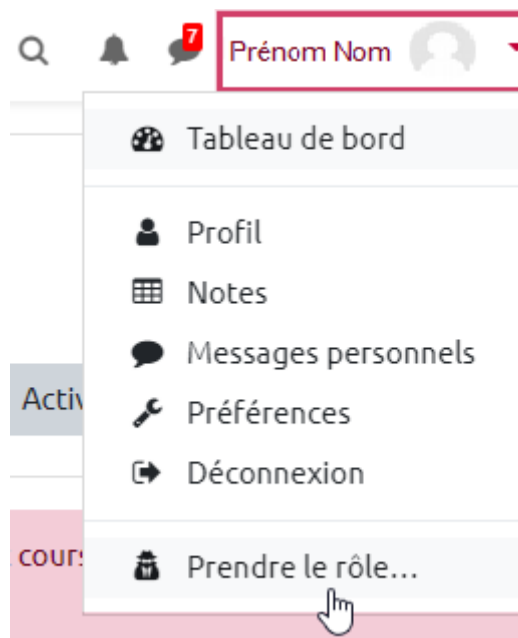 7
Prénom Nom
Tableau de bord
Profil
Notes
Messages personnels
Activ
Préférences
Déconnexion
cours
Prendre le rôle...